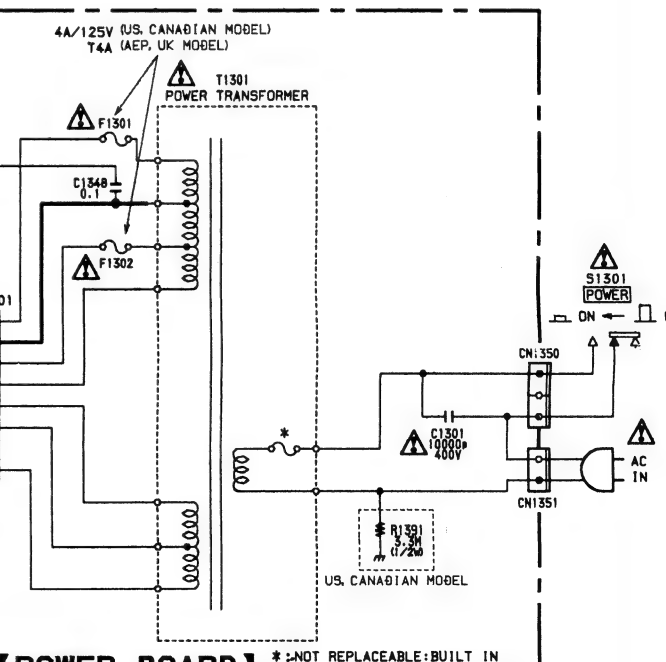 4A/125V (US, CANADIAN MODEL)
T4A (AEP, UK MODEL)
T1301
POWER TRANSFORMER
F1301
C1348
0.1
F1302
01
S1301
POWER
ON ←
CN1350
*
C1301
10000p
400V
AC
IN
CN1351
R1391
3.3M
(1/2W)
US, CANADIAN MODEL
【POWER BOARD】
*:NOT REPLACEABLE:BUILT IN